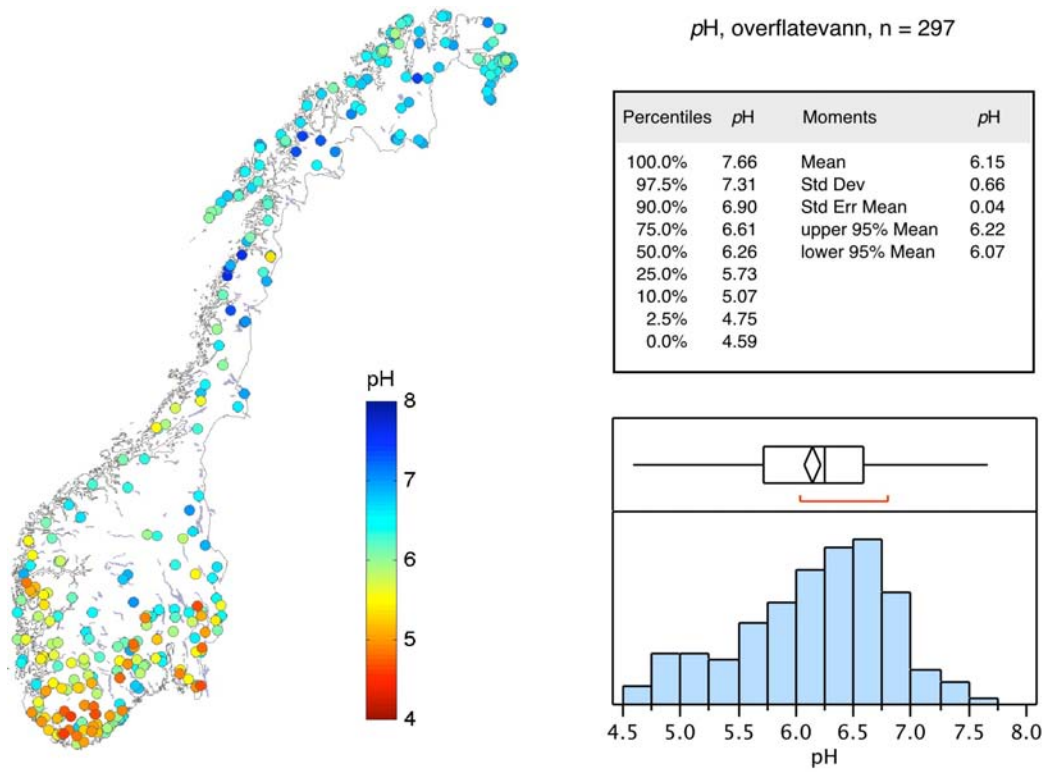 pH, overflatevann, n = 297
Percentiles pH Moments pH
100.0% 7.66 Mean 6.15
97.5% 7.31 Std Dev 0.66
90.0% 6.90 Std Err Mean 0.04
75.0% 6.61 upper 95% Mean 6.22
50.0% 6.26 lower 95% Mean 6.07
25.0% 5.73
10.0% 5.07
2.5% 4.75
0.0% 4.59
pH
8
7
6
5
4
4.5 5.0 5.5 6.0 6.5 7.0 7.5 8.0
pH